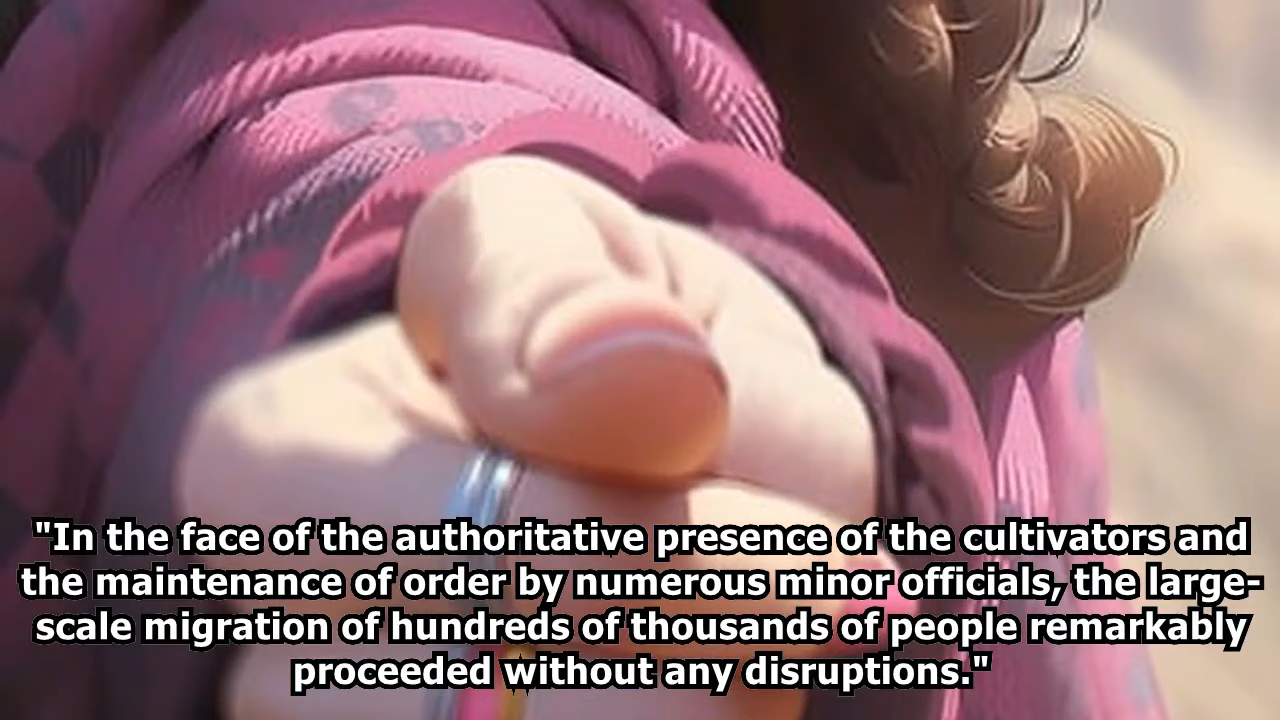 "In the face of the authoritative presence of the cultivators and
the maintenance of order by numerous minor officials, the large-
scale migration of hundreds of thousands of people remarkably
proceeded without any disruptions."